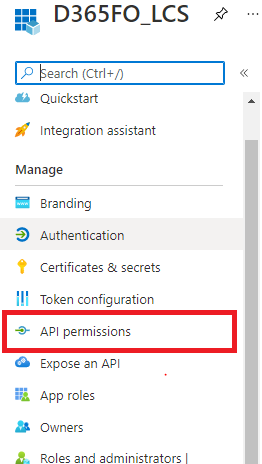 D365FO_LCS
Search (Ctrl+/)
Quickstart
Integration assistant
Manage
Branding
Authentication
Certificates & secrets
Token configuration
API permissions
Expose an API
App roles
Owners
Roles and administrators |